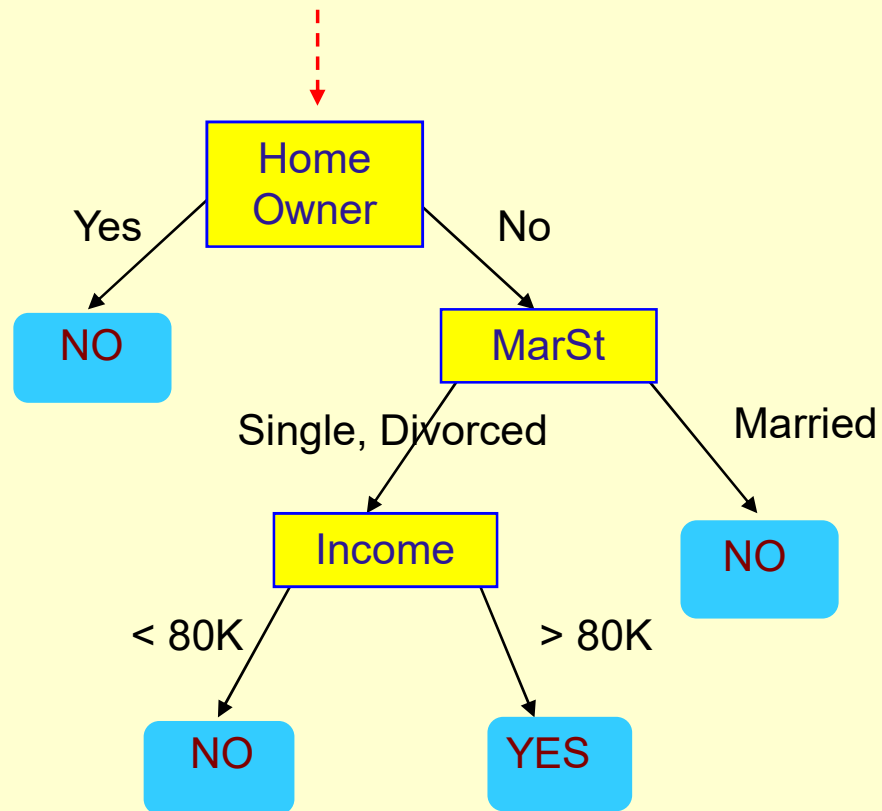 Home
Owner
Yes
No
NO
MarSt
Single, Divorced
Married
Income
NO
< 80K
> 80K
NO
YES